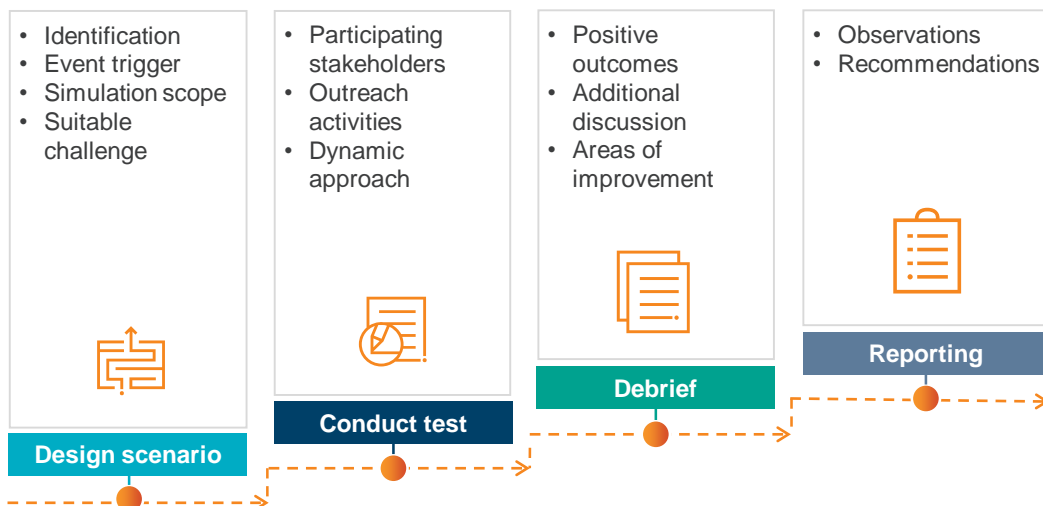 • Identification
• Event trigger
• Simulation scope
• Suitable
challenge
Design scenario
• Participating
stakeholders
• Outreach
activities
• Dynamic
approach
Conduct test
• Positive
outcomes
• Additional
discussion
• Areas of
improvement
Debrief
• Observations
• Recommendations
Reporting